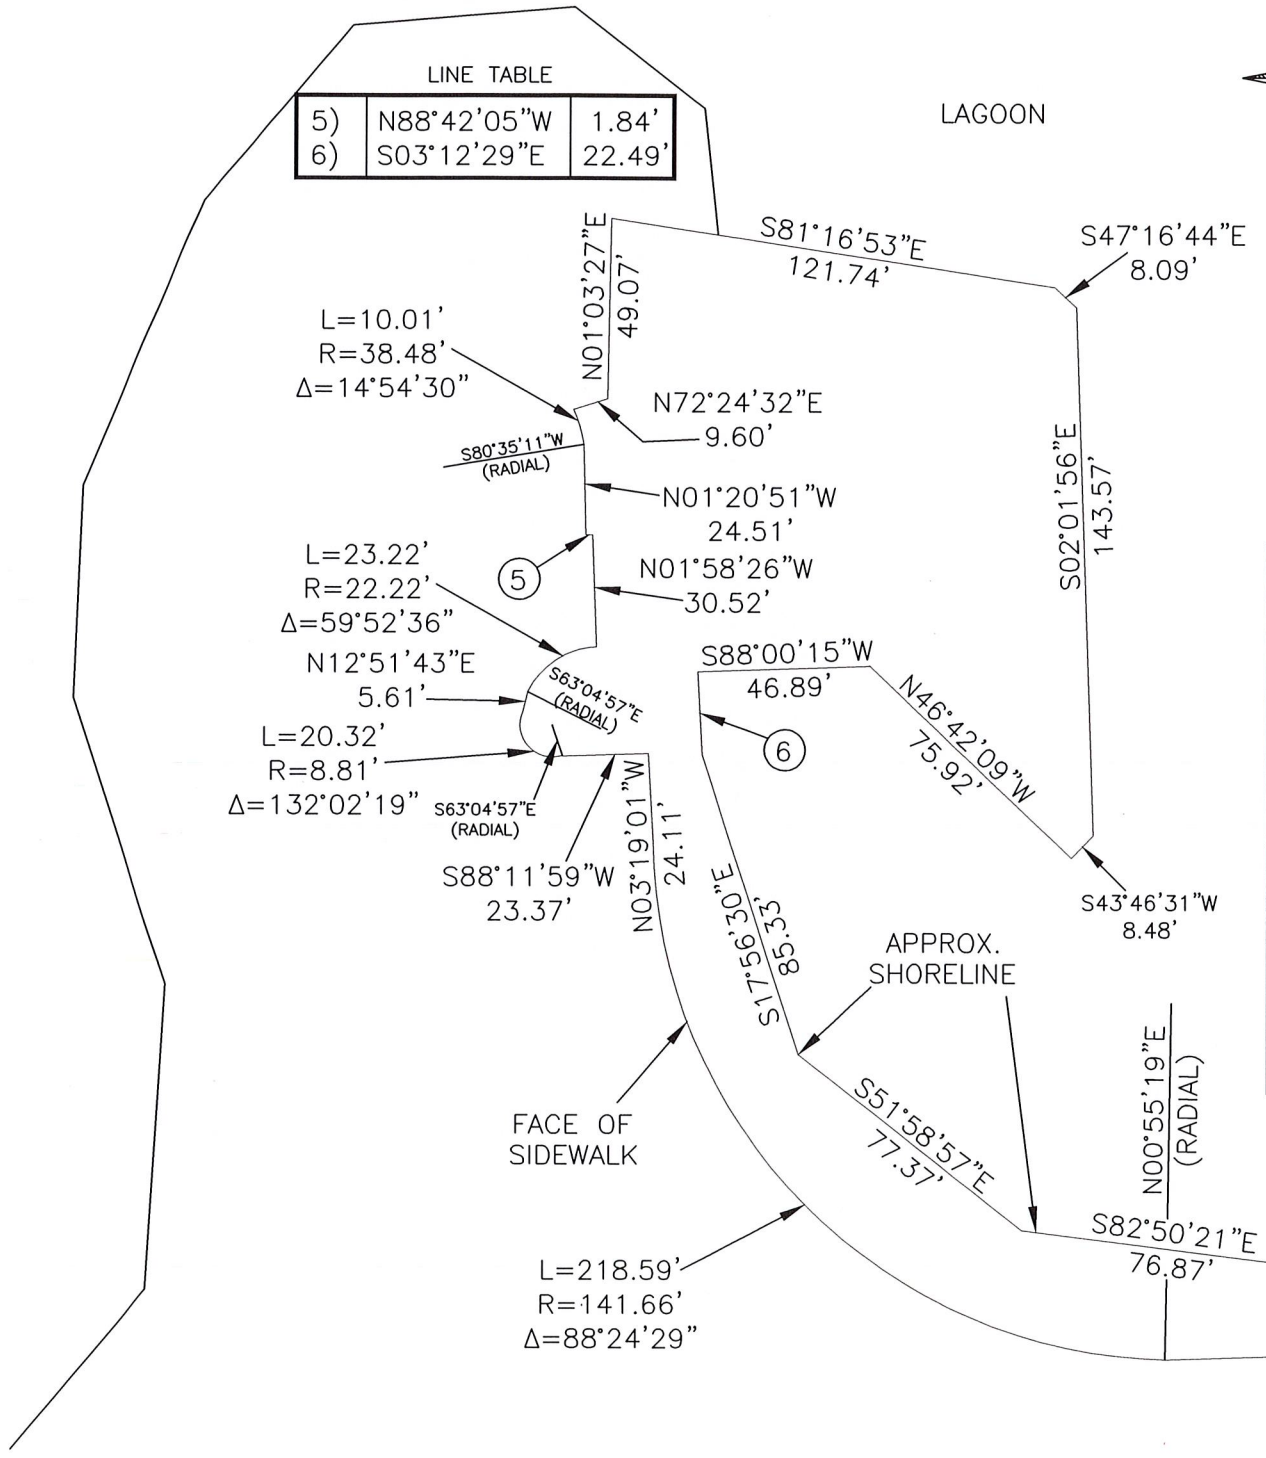 LINE TABLE
5) N88°42'05"W 1.84'
6) S03°12'29"E 22.49'
LAGOON
S81°16'53"E
121.74'
S47°16'44"E
8.09'
N01°03'27"E
49.07'
L=10.01'
R=38.48'
Δ=14°54'30"
N72°24'32"E
9.60'
S80°35'11"W
(RADIAL)
N01°20'51"W
24.51'
S02°01'56"E
143.57'
L=23.22'
R=22.22'
Δ=59°52'36"
5
N01°58'26"W
30.52'
N12°51'43"E
5.61'
S63°04'57"E
(RADIAL)
S88°00'15"W
46.89'
N46°42'09"W
75.92'
6
L=20.32'
R=8.81'
Δ=132°02'19"
S63°04'57"E
(RADIAL)
S88°11'59"W
23.37'
N03°19'01"W
24.11'
S17°56'30"E
85.33'
S43°46'31"W
8.48'
APPROX.
SHORELINE
FACE OF
SIDEWALK
S51°58'57"E
77.37'
N00°55'19"E
(RADIAL)
S82°50'21"E
76.87'
L=218.59'
R=141.66'
Δ=88°24'29"